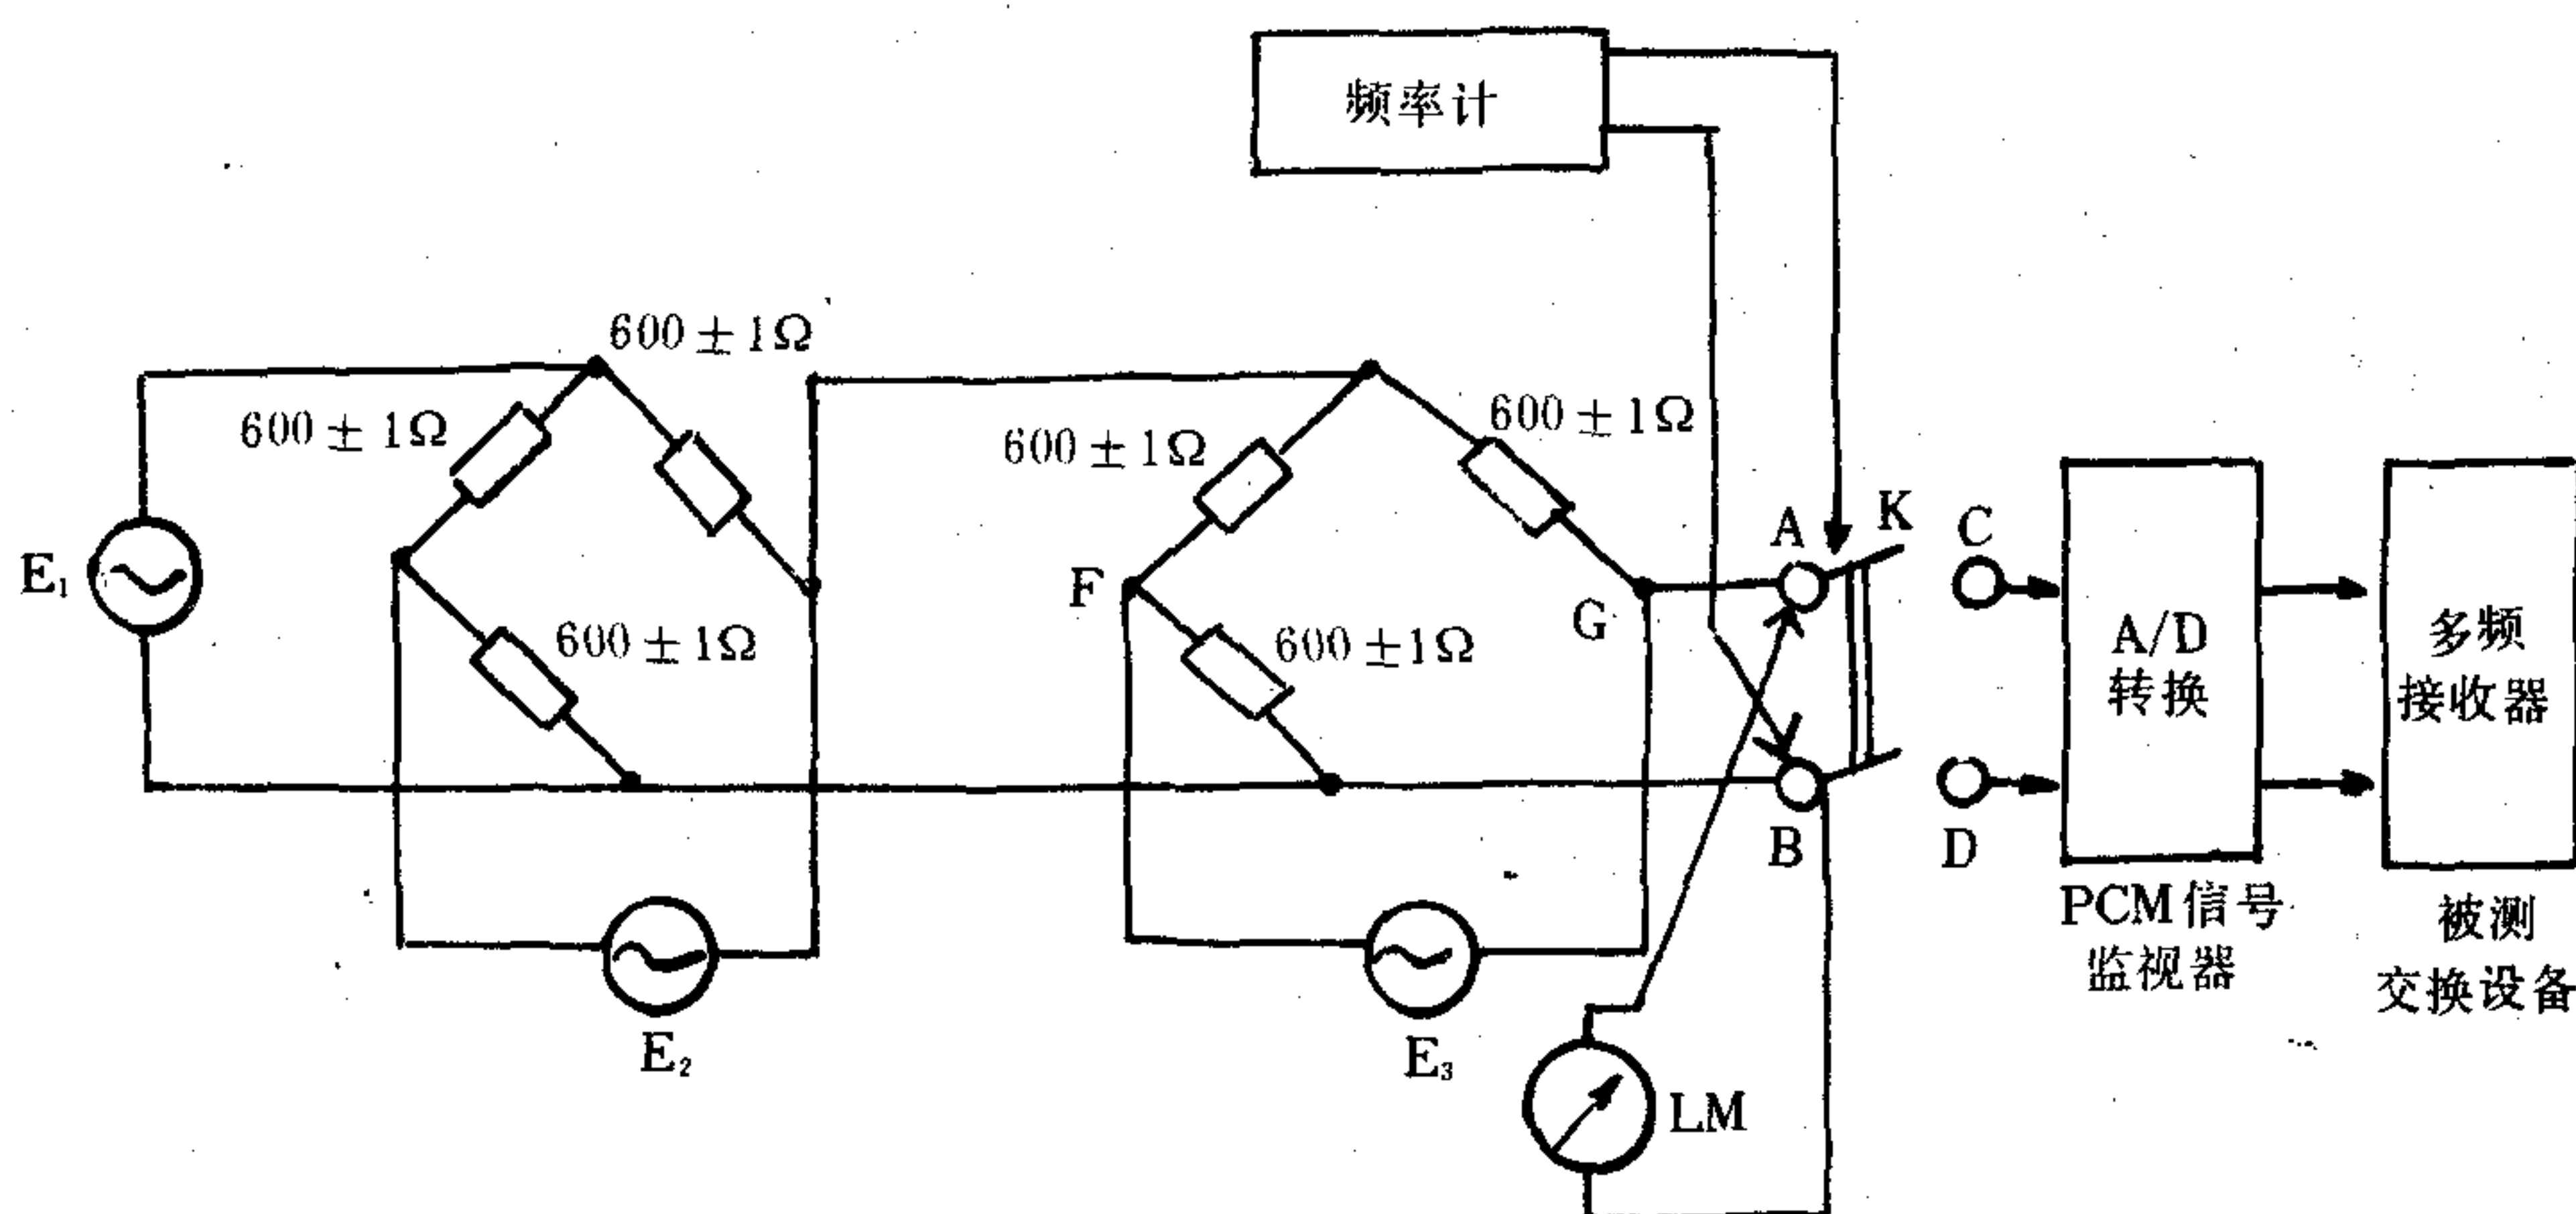 频率计
600±1Ω
600±1Ω
600±1Ω
600±1Ω
600±1Ω
600±1Ω
E₁
E₂
E₃
F
G
A
K
B
C
D
LM
A/D
转换
PCM信号
监视器
多频
接收器
被测
交换设备